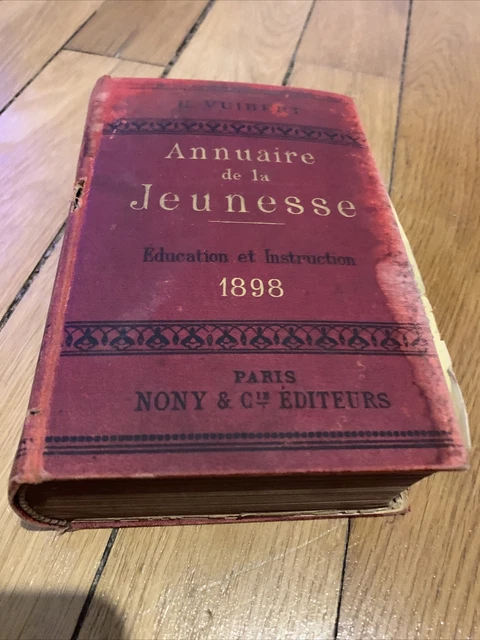 H. VUIBERT
Annuaire
de la
Jeunesse
Éducation et Instruction
1898
PARIS
NONY & Cie ÉDITEURS